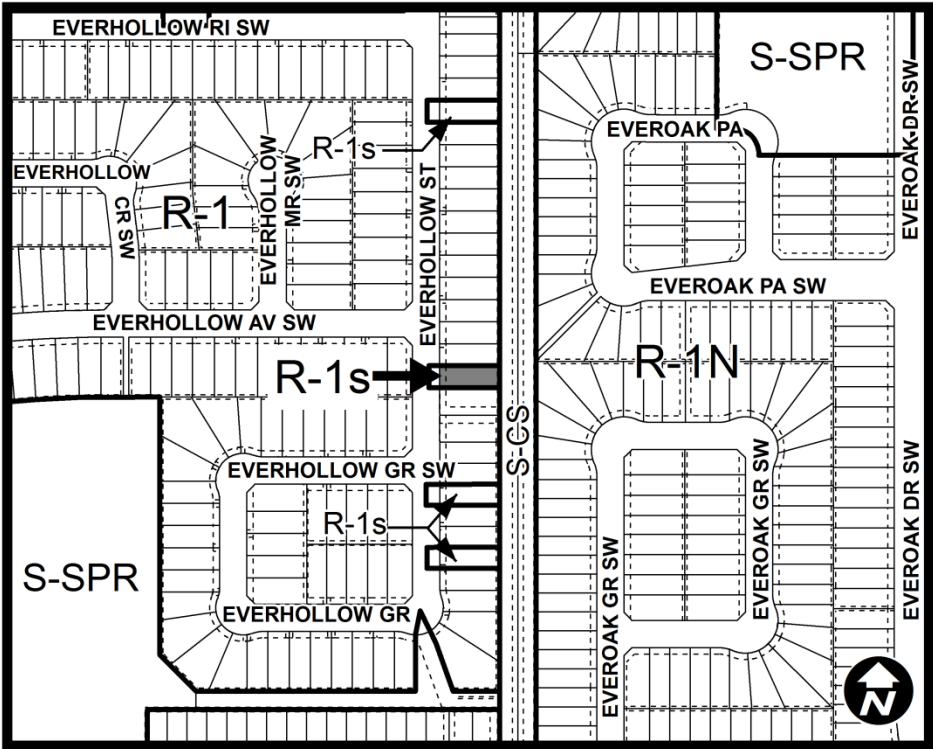 EVERHOLLOW RI SW
S-SPR
EVEROAK DR SW
EVEROAK PA
R-1s
EVERHOLLOW
CR SW
R-1
EVERHOLLOW
MR SW
EVERHOLLOW ST
EVEROAK PA SW
EVERHOLLOW AV SW
R-1s
R-1N
S-CS
EVERHOLLOW GR SW
R-1s
EVEROAK GR SW
EVEROAK DR SW
S-SPR
EVEROAK GR SW
EVERHOLLOW GR
N